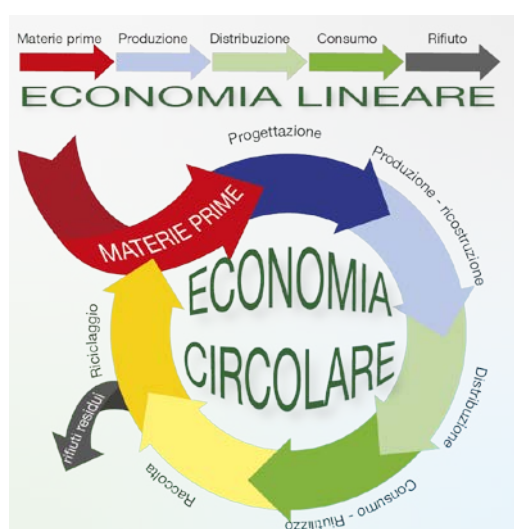 Materie prime Produzione Distribuzione Consumo Rifiuto
ECONOMIA LINEARE
Progettazione
Produzione - ricostruzione
MATERIE PRIME
ECONOMIA
CIRCOLARE
Distribuzione
Consumo - Riutilizzo
Raccolta
rifiuti residui
Riciclaggio